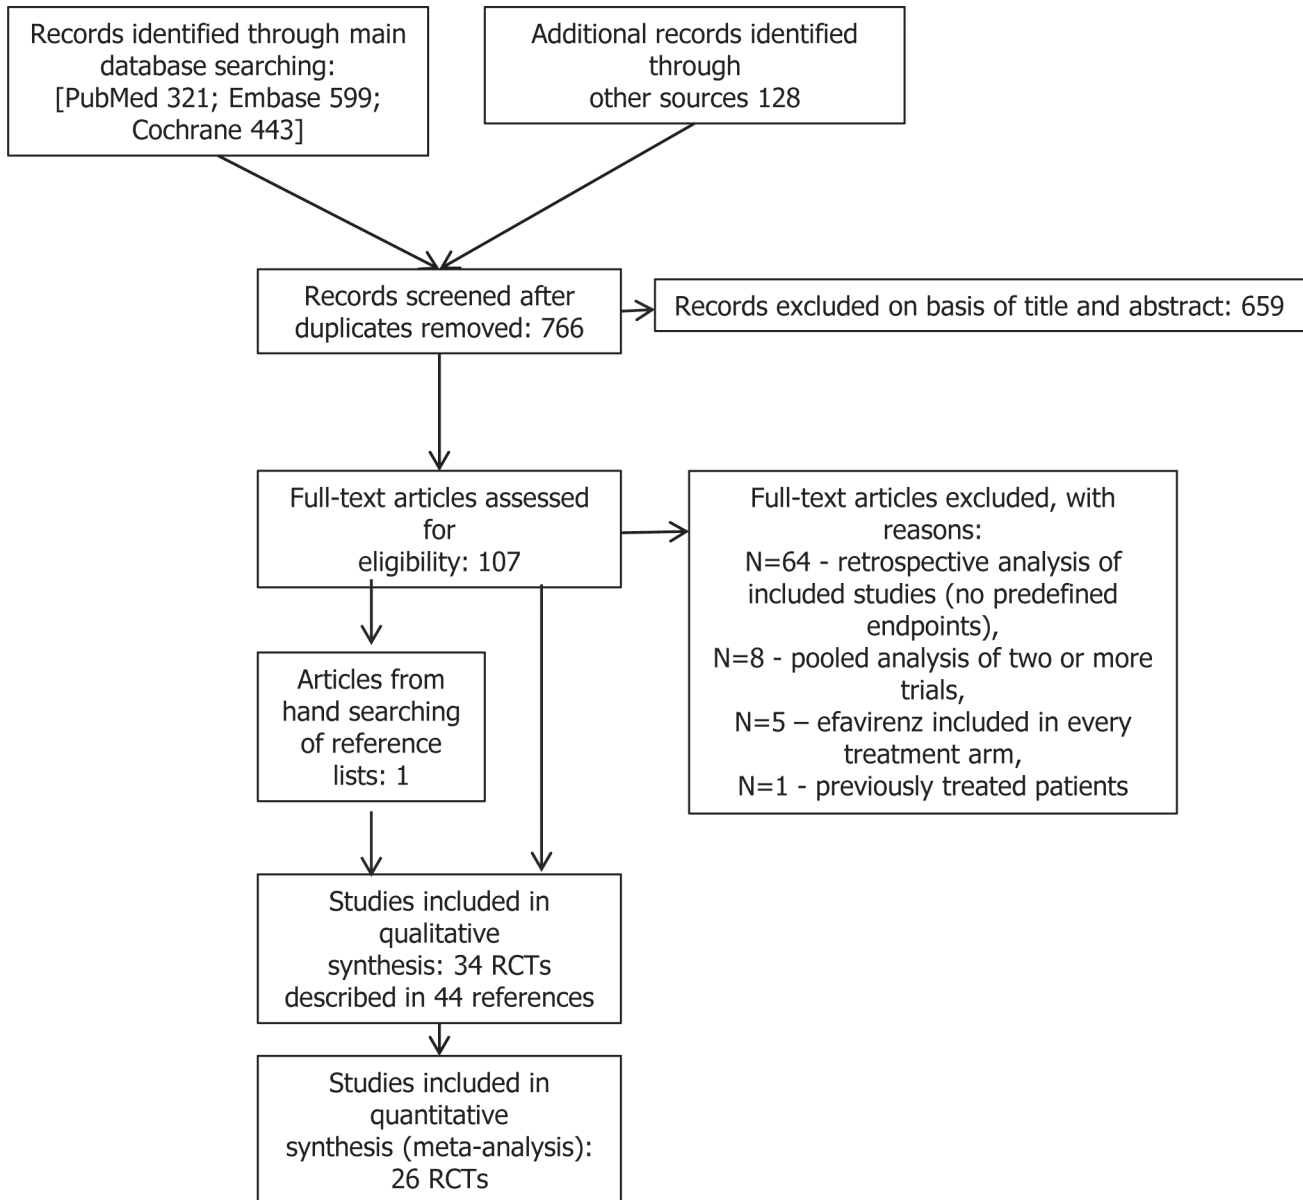 Records identified through main
database searching:
[PubMed 321; Embase 599;
Cochrane 443]
Additional records identified
through
other sources 128
Records screened after
duplicates removed: 766
Records excluded on basis of title and abstract: 659
Full-text articles assessed
for
eligibility: 107
Full-text articles excluded, with
reasons:
N=64 - retrospective analysis of
included studies (no predefined
endpoints),
N=8 - pooled analysis of two or more
trials,
N=5 – efavirenz included in every
treatment arm,
N=1 - previously treated patients
Articles from
hand searching
of reference
lists: 1
Studies included in
qualitative
synthesis: 34 RCTs
described in 44 references
Studies included in
quantitative
synthesis (meta-analysis):
26 RCTs